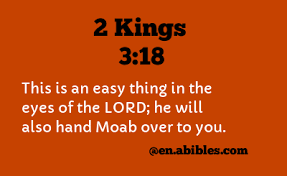 2 Kings
3:18
This is an easy thing in the
eyes of the LORD; he will
also hand Moab over to you.
@en.abibles.com